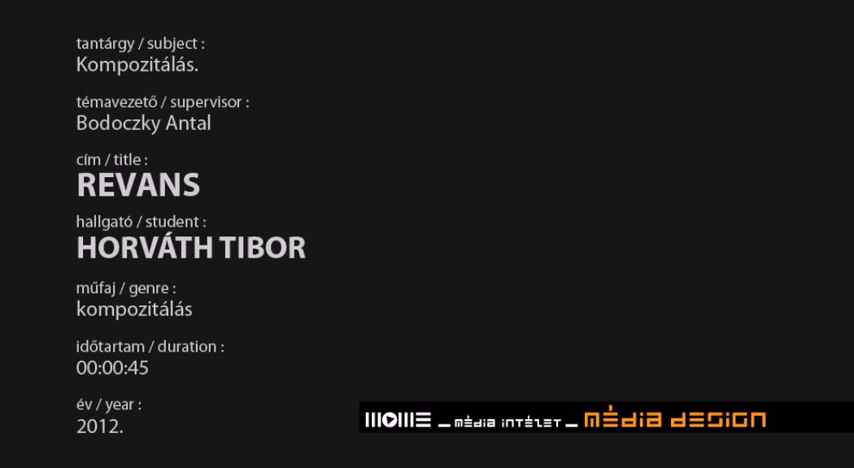 tantárgy / subject :
Kompozitálás.
témavezető / supervisor :
Bodoczky Antal
cím / title :
REVANS
hallgató / student :
HORVÁTH TIBOR
műfaj / genre :
kompozitálás
időtartam / duration :
00:00:45
év / year :
2012.
MOME _ média intézet _ média design